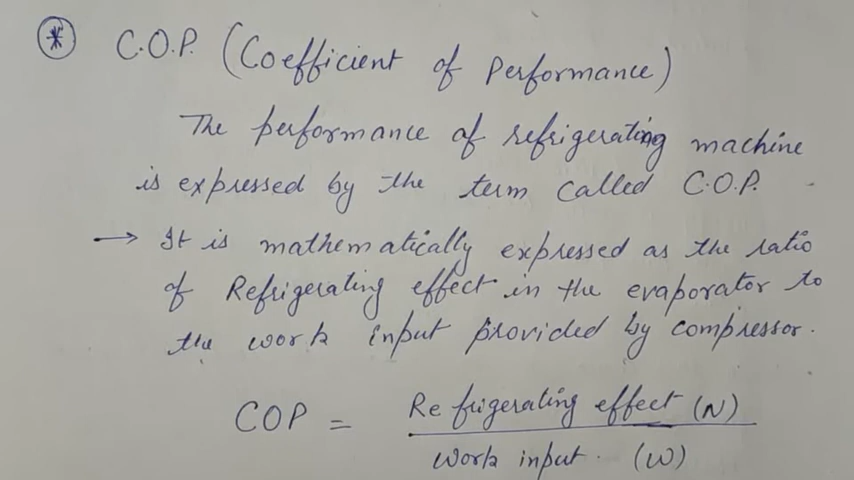 * C.O.P. (Coefficient of Performance)
The performance of refrigerating machine
is expressed by the term called C.O.P.
→ It is mathematically expressed as the ratio
of Refrigerating effect in the evaporator to
the work input provided by compressor.
COP = Refrigerating effect (N)
Work input. (W)